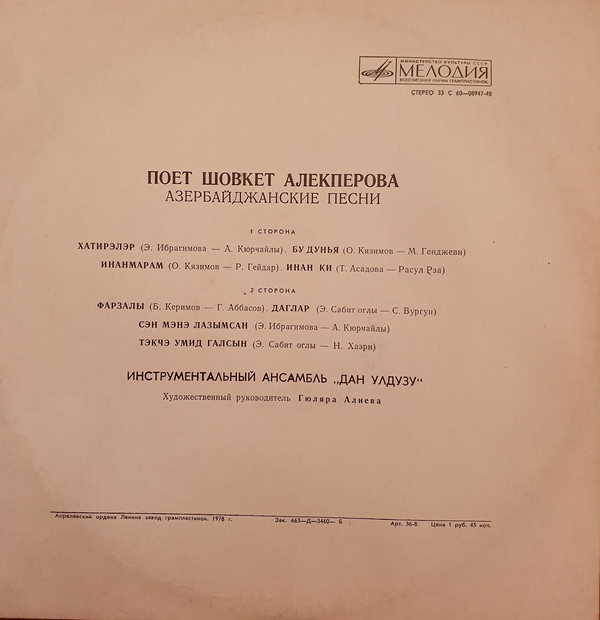 МИНИСТЕРСТВО КУЛЬТУРЫ СССР
МЕЛОДИЯ
ВСЕСОЮЗНАЯ ФИРМА ГРАМПЛАСТИНОК
СТЕРЕО 33 С 60—08947-48
ПОЕТ ШОВКЕТ АЛЕКПЕРОВА
АЗЕРБАЙДЖАНСКИЕ ПЕСНИ
1 СТОРОНА
ХАТИРЭЛЭР (Э. Ибрагимова — А. Кюрчайлы). БУ ДУНЬЯ (О. Кязимов — М. Генджеви)
ИНАНМАРАМ (О. Кязимов — Р. Гейдар). ИНАН КИ (Т. Асадова — Расул Рза)
2 СТОРОНА
ФАРЗАЛЫ (Б. Керимов — Г. Аббасов). ДАГЛАР (Э. Сабит оглы — С. Вургун)
СЭН МЭНЭ ЛАЗЫМСАН (Э. Ибрагимова — А. Кюрчайлы)
ТЭКЧЭ УМИД ГАЛСЫН (Э. Сабит оглы — Н. Хазри)
ИНСТРУМЕНТАЛЬНЫЙ АНСАМБЛЬ „ДАН УЛДУЗУ“
Художественный руководитель Гюляра Алиева
Апрелевский ордена Ленина завод грампластинок. 1978 г. Зак. 663—Д—3460— Б Арт. 36-8. Цена 1 руб. 45 коп.